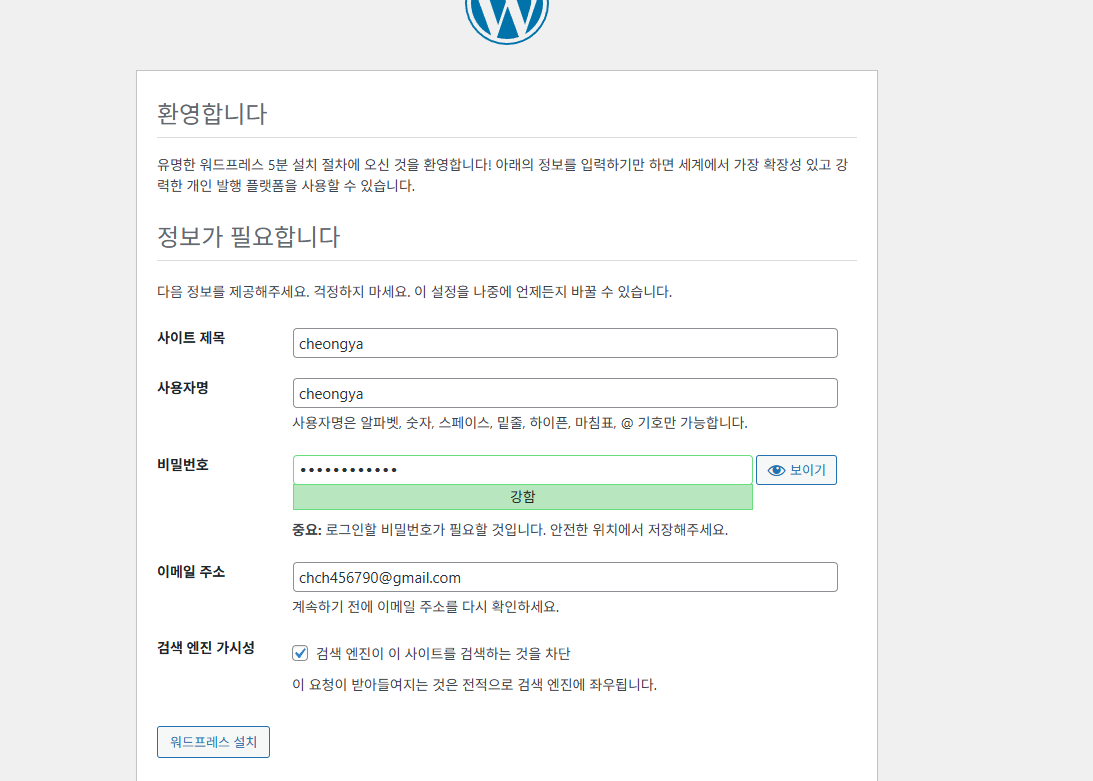 환영합니다
유명한 워드프레스 5분 설치 절차에 오신 것을 환영합니다! 아래의 정보를 입력하기만 하면 세계에서 가장 확장성 있고 강
력한 개인 발행 플랫폼을 사용할 수 있습니다.
정보가 필요합니다
다음 정보를 제공해주세요. 걱정하지 마세요. 이 설정을 나중에 언제든지 바꿀 수 있습니다.
사이트 제목 cheongya
사용자명 cheongya
사용자명은 알파벳, 숫자, 스페이스, 밑줄, 하이픈, 마침표, @ 기호만 가능합니다.
비밀번호 •••••••••••• 보이기
강함
중요: 로그인할 비밀번호가 필요할 것입니다. 안전한 위치에서 저장해주세요.
이메일 주소 chch456790@gmail.com
계속하기 전에 이메일 주소를 다시 확인하세요.
검색 엔진 가시성 검색 엔진이 이 사이트를 검색하는 것을 차단
이 요청이 받아들여지는 것은 전적으로 검색 엔진에 좌우됩니다.
워드프레스 설치